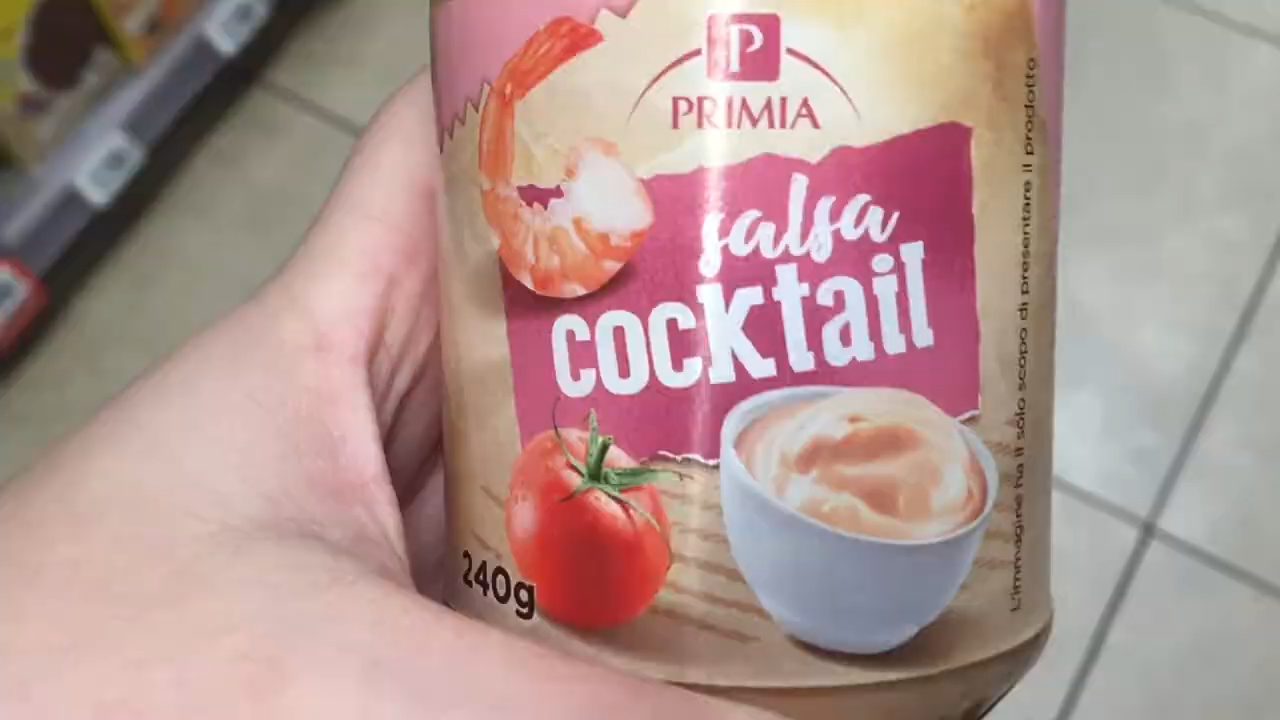 P
PRIMIA
salsa
cocktail
240g
L'immagine ha il solo scopo di presentare il prodotto